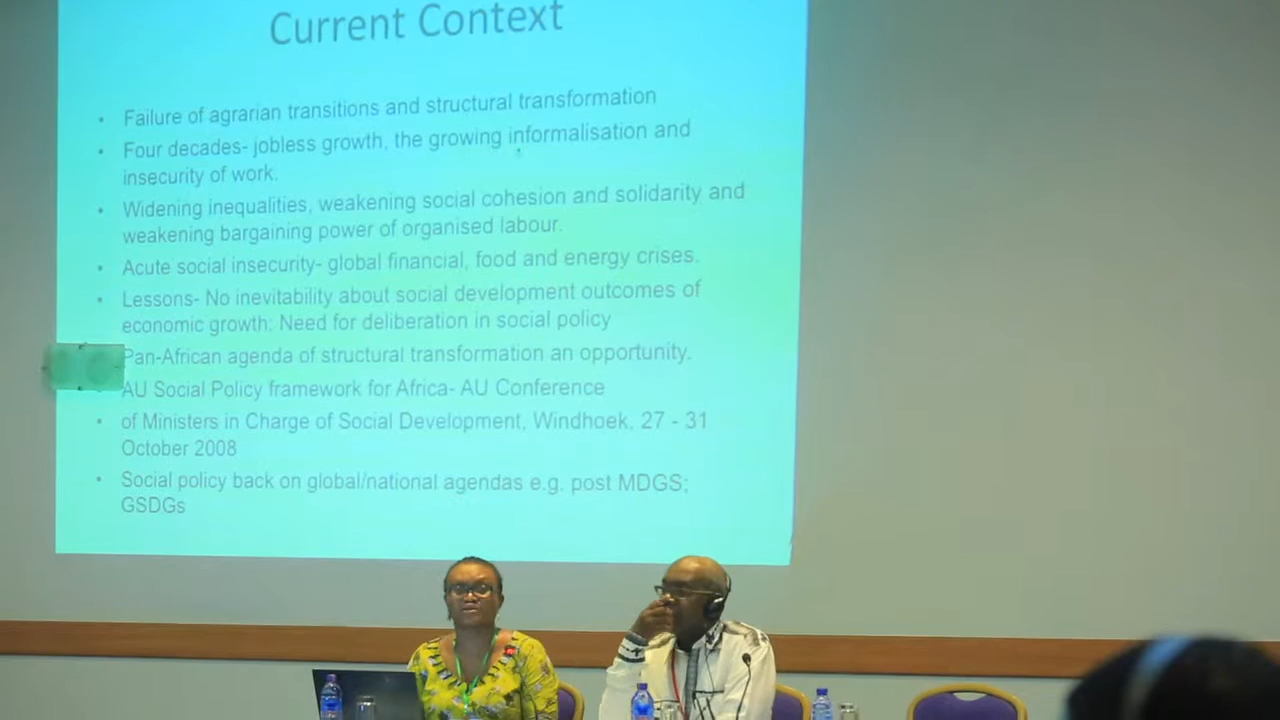 Current Context
• Failure of agrarian transitions and structural transformation
• Four decades- jobless growth, the growing informalisation and
insecurity of work.
• Widening inequalities, weakening social cohesion and solidarity and
weakening bargaining power of organised labour.
• Acute social insecurity- global financial, food and energy crises.
• Lessons- No inevitability about social development outcomes of
economic growth: Need for deliberation in social policy
Pan-African agenda of structural transformation an opportunity.
AU Social Policy framework for Africa- AU Conference
• of Ministers in Charge of Social Development, Windhoek, 27 - 31
October 2008
• Social policy back on global/national agendas e.g. post MDGS;
GSDGs